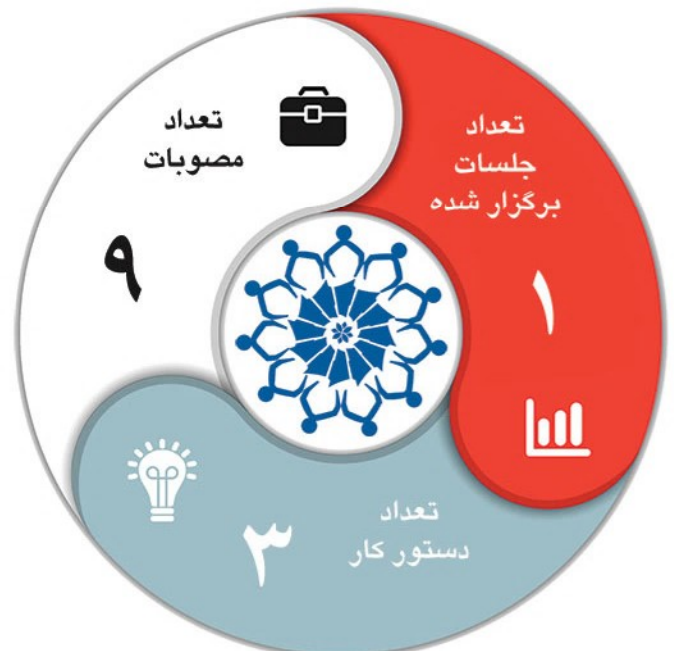 تعداد
جلسات
برگزار شده
۱
تعداد
مصوبات
۹
تعداد
دستور کار
۳